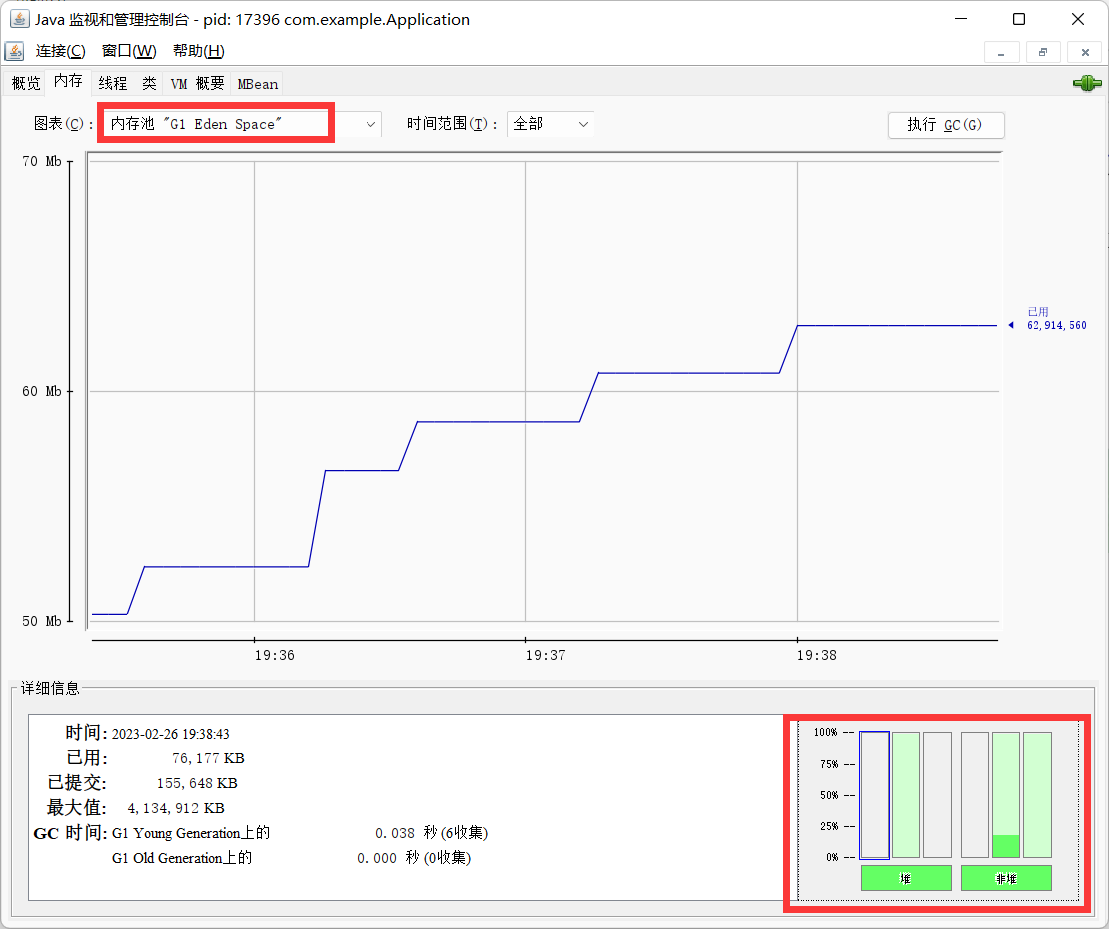 Java 监视和管理控制台 - pid: 17396 com.example.Application
连接(C) 窗口(W) 帮助(H)
概览 内存 线程 类 VM 概要 MBean
图表(C): 内存池 "G1 Eden Space" 时间范围(T): 全部 执行 GC(G)
70 Mb
已用
62,914,560
60 Mb
50 Mb
19:36 19:37 19:38
详细信息
时间: 2023-02-26 19:38:43
已用: 76,177 KB
已提交: 155,648 KB
最大值: 4,134,912 KB
GC 时间: G1 Young Generation上的 0.038 秒 (6收集)
G1 Old Generation上的 0.000 秒 (0收集)
100% --
75% --
50% --
25% --
0% --
堆 非堆